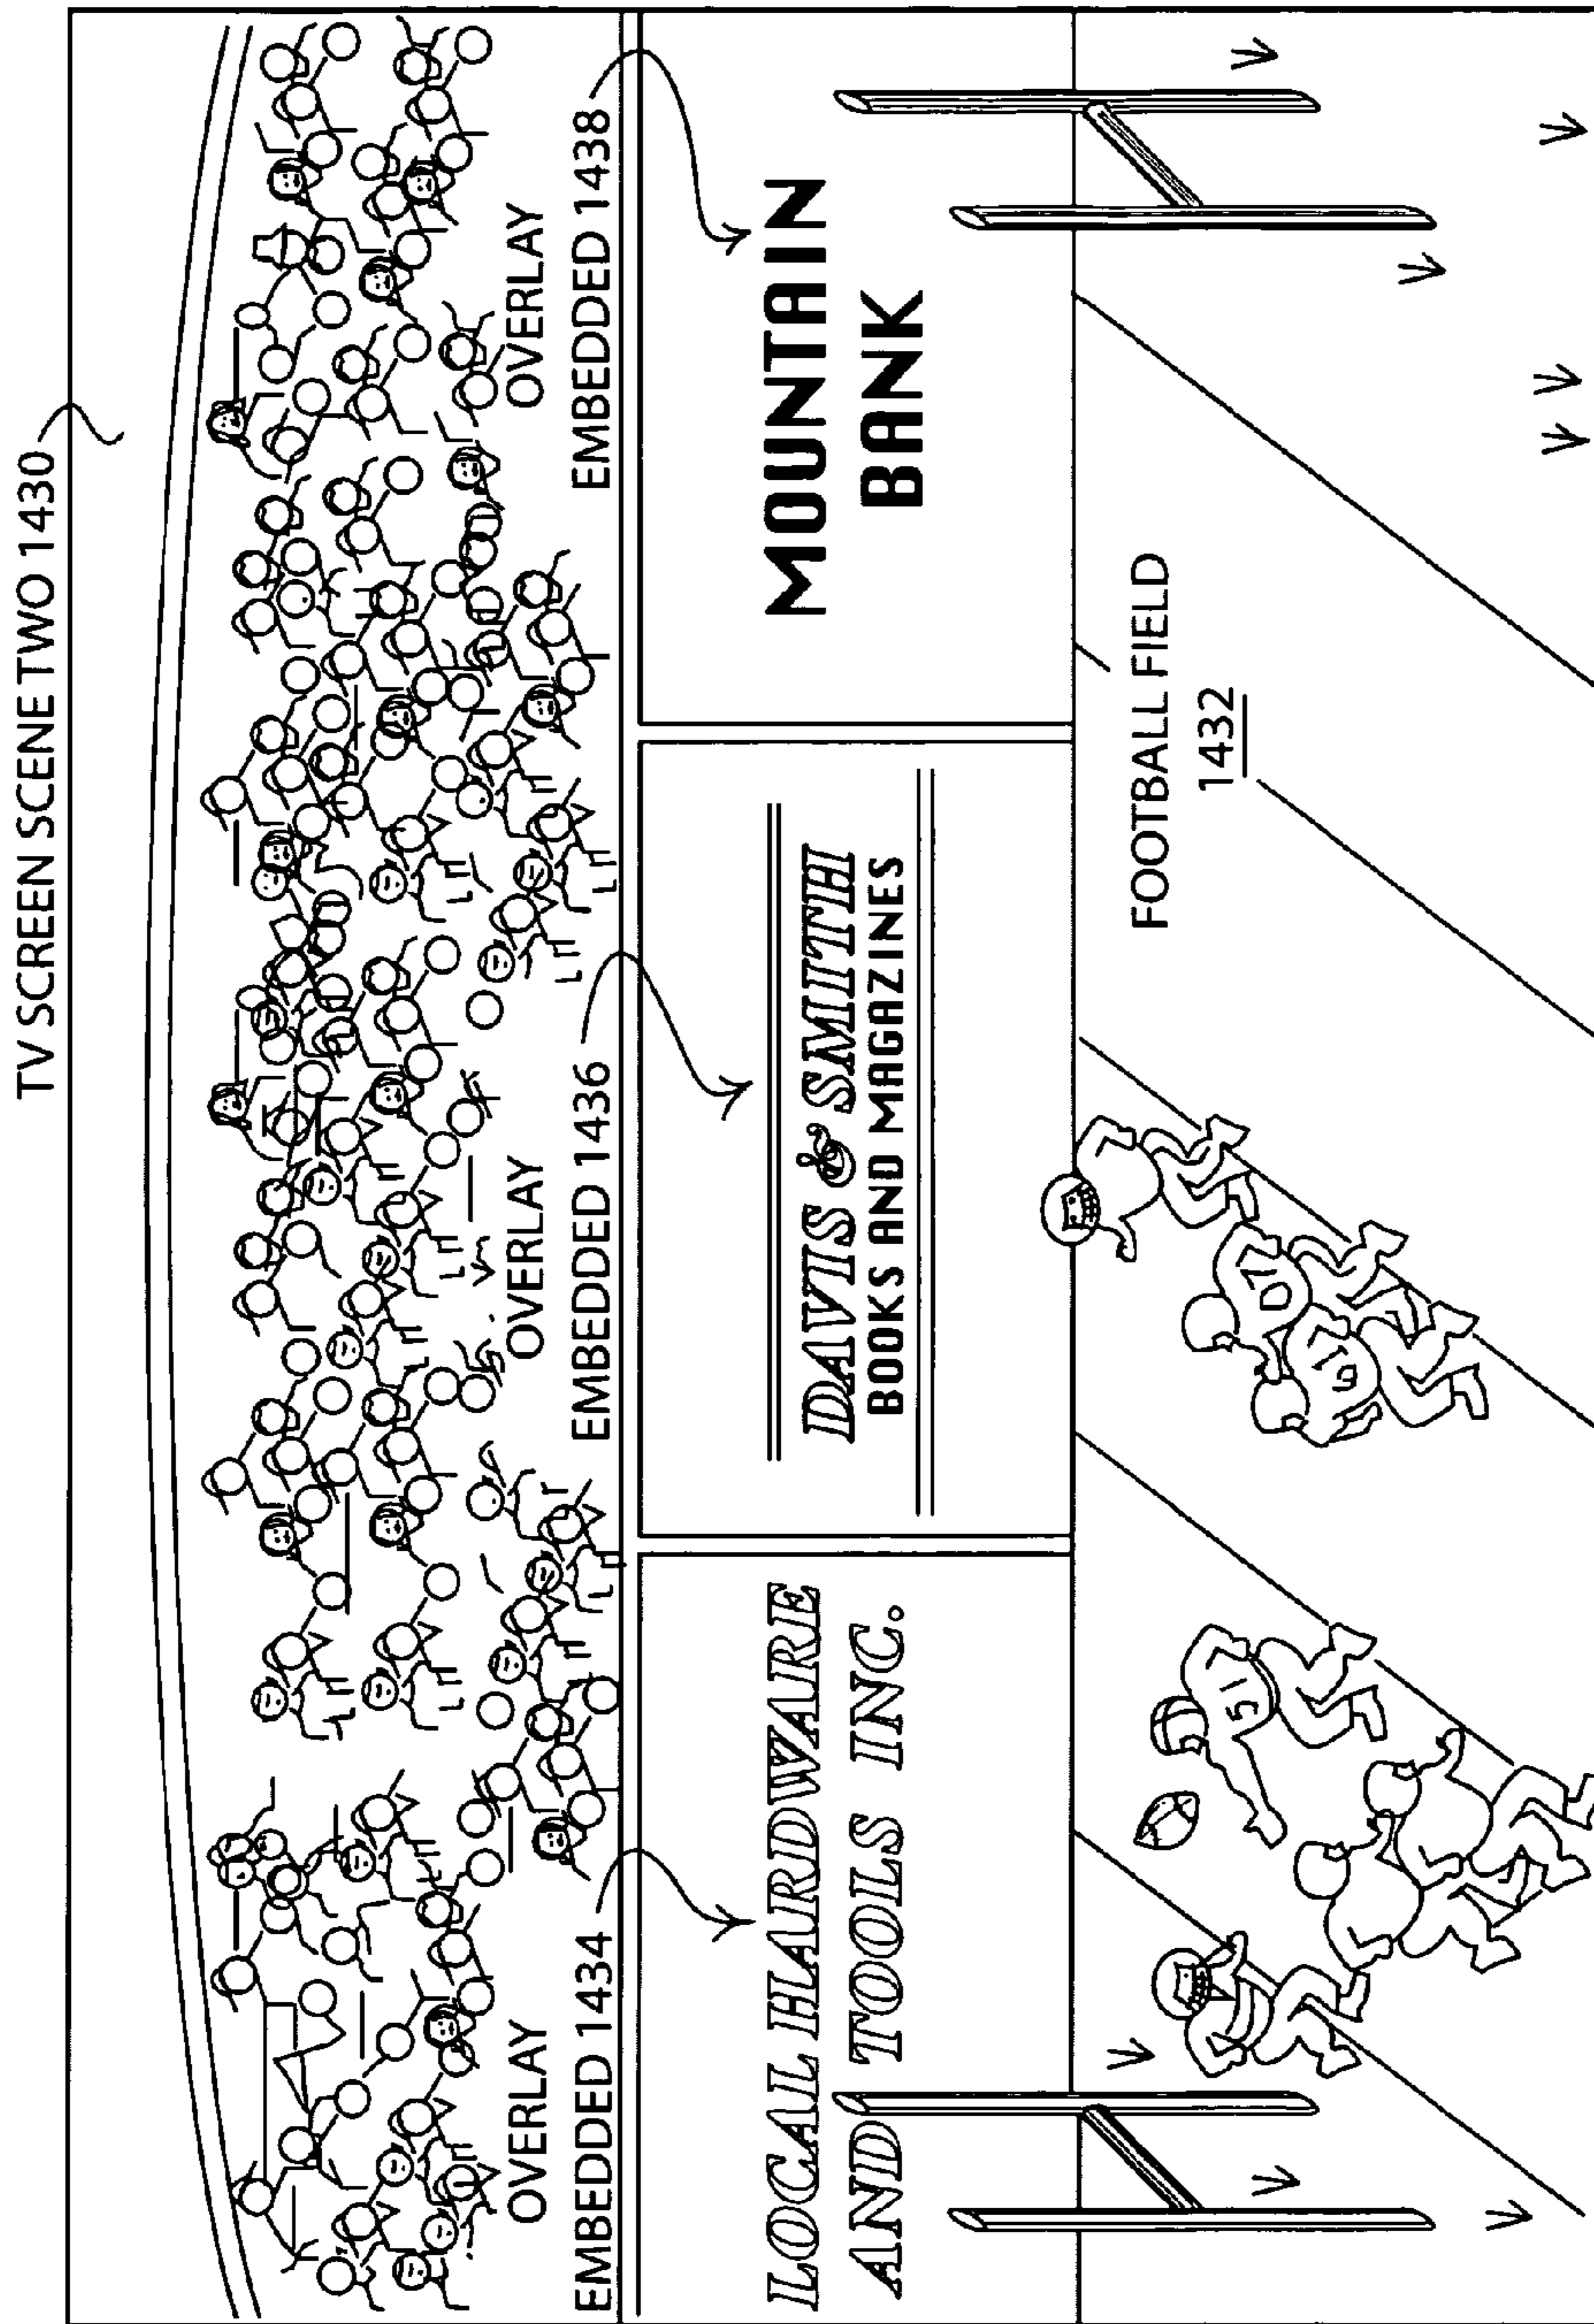 TV SCREEN SCENE TWO 1430
OVERLAY
EMBEDDED 1434
OVERLAY
EMBEDDED 1436
OVERLAY
EMBEDDED 1438
LOCAL HARDWARE
AND TOOLS INC.
DAVIS & SMITH
BOOKS AND MAGAZINES
MOUNTAIN
BANK
FOOTBALL FIELD
1432